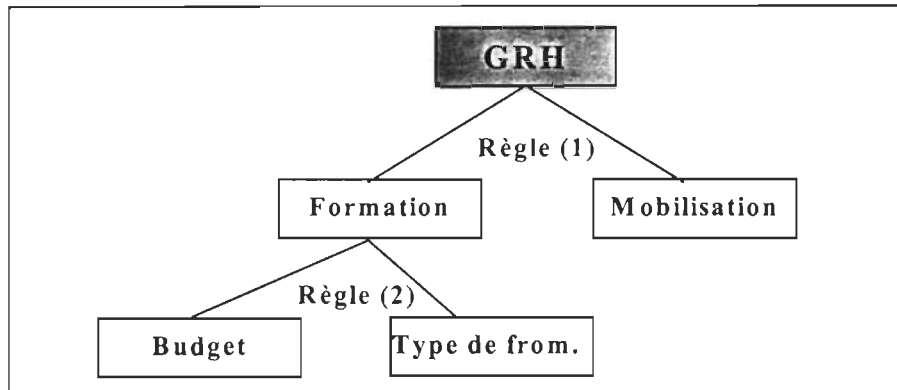 GRH
Règle (1)
Formation
Mobilisation
Règle (2)
Budget
Type de from.